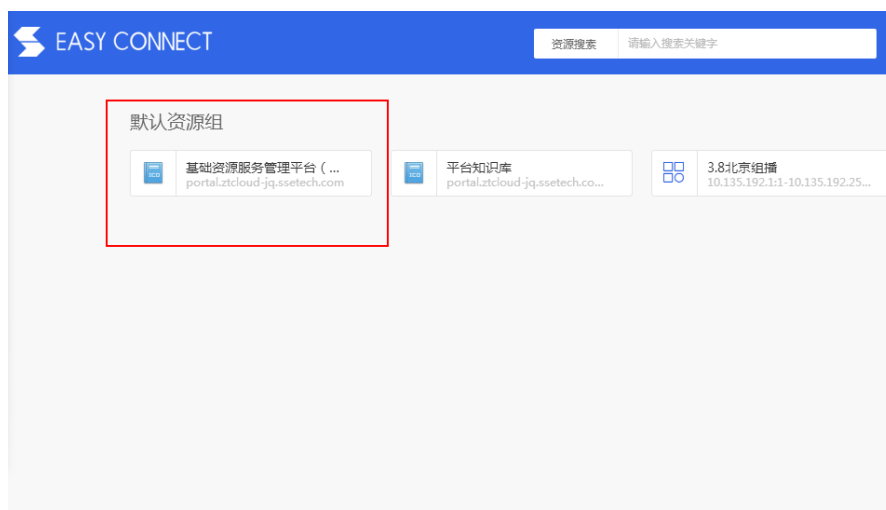 EASY CONNECT
资源搜索 请输入搜索关键字
默认资源组
基础资源服务管理平台 ( ...
portal.ztcloud-jq.ssetech.com
平台知识库
portal.ztcloud-jq.ssetech.co...
3.8北京组播
10.135.192.1:1-10.135.192.25...
ICO
ICO